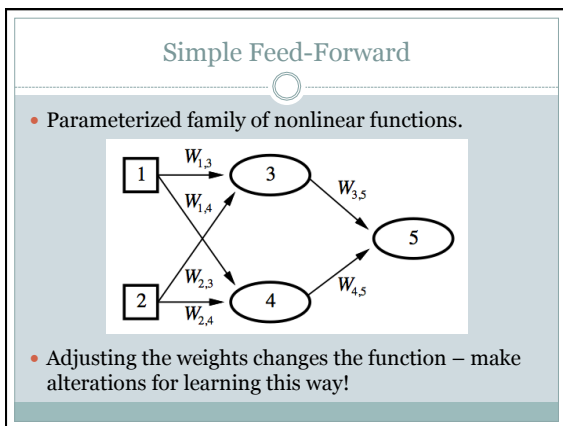 Simple Feed-Forward
• Parameterized family of nonlinear functions.
W1,3
1
3
W1,4
W3,5
5
W2,3
2
4
W4,5
W2,4
• Adjusting the weights changes the function – make
alterations for learning this way!